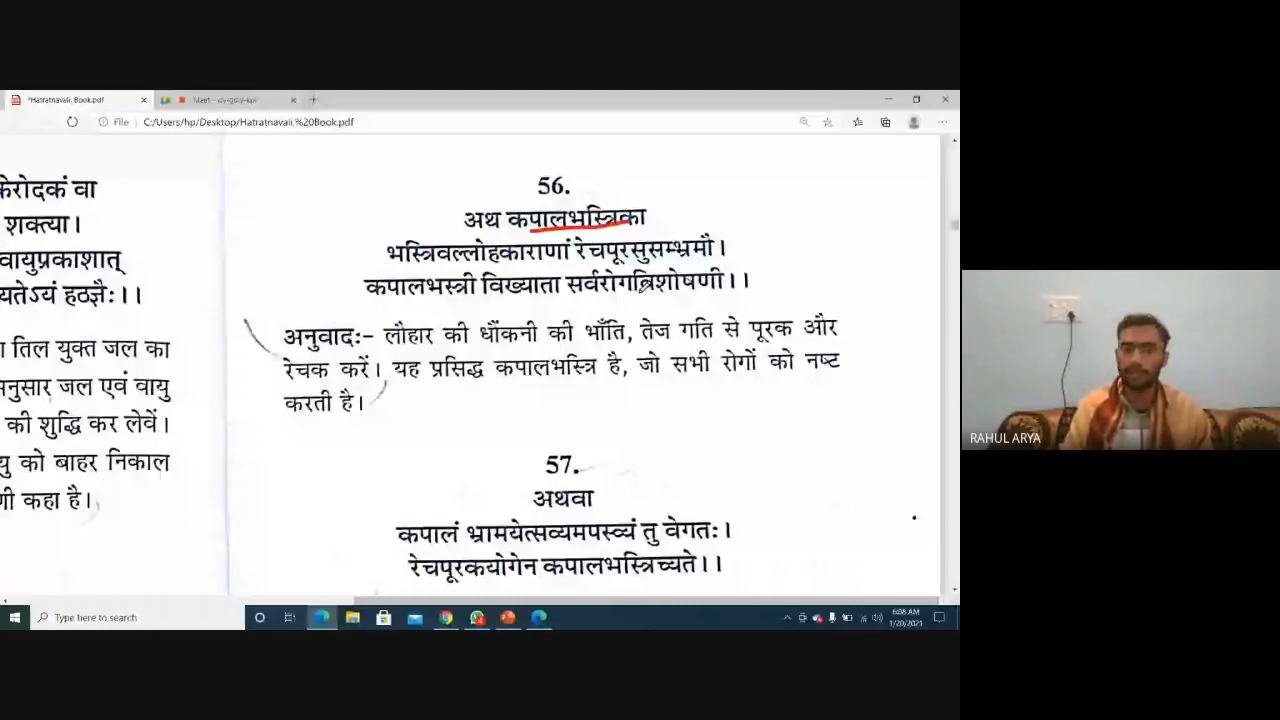 *Hatratnavali, Book.pdf
File
C:/Users/hp/Desktop/Hatratnavali,%20Book.pdf
केरोदकं वा
शक्त्या।
वायुप्रकाशात्
यतेऽयं हठज्ञैः।।
तिल युक्त जल का
नुसार जल एवं वायु
की शुद्धि कर लेवें।
यु को बाहर निकाल
णी कहा है।
56.
अथ कपालभस्त्रिका
भस्त्रिवल्लोहकाराणां रेचपूरसुसम्भ्रमौ।
कपालभस्त्री विख्याता सर्वरोगविशोषणी।।
अनुवादः- लौहार की धौंकनी की भाँति, तेज गति से पूरक और
रेचक करें। यह प्रसिद्ध कपालभस्त्रि है, जो सभी रोगों को नष्ट
करती है।
57.
अथवा
कपालं भ्रामयेत्सव्यमपसव्यं तु वेगतः।
रेचपूरकयोगेन कपालभस्त्रिच्यते।।
RAHUL ARYA
Type here to search
6:08 AM
1/20/2021